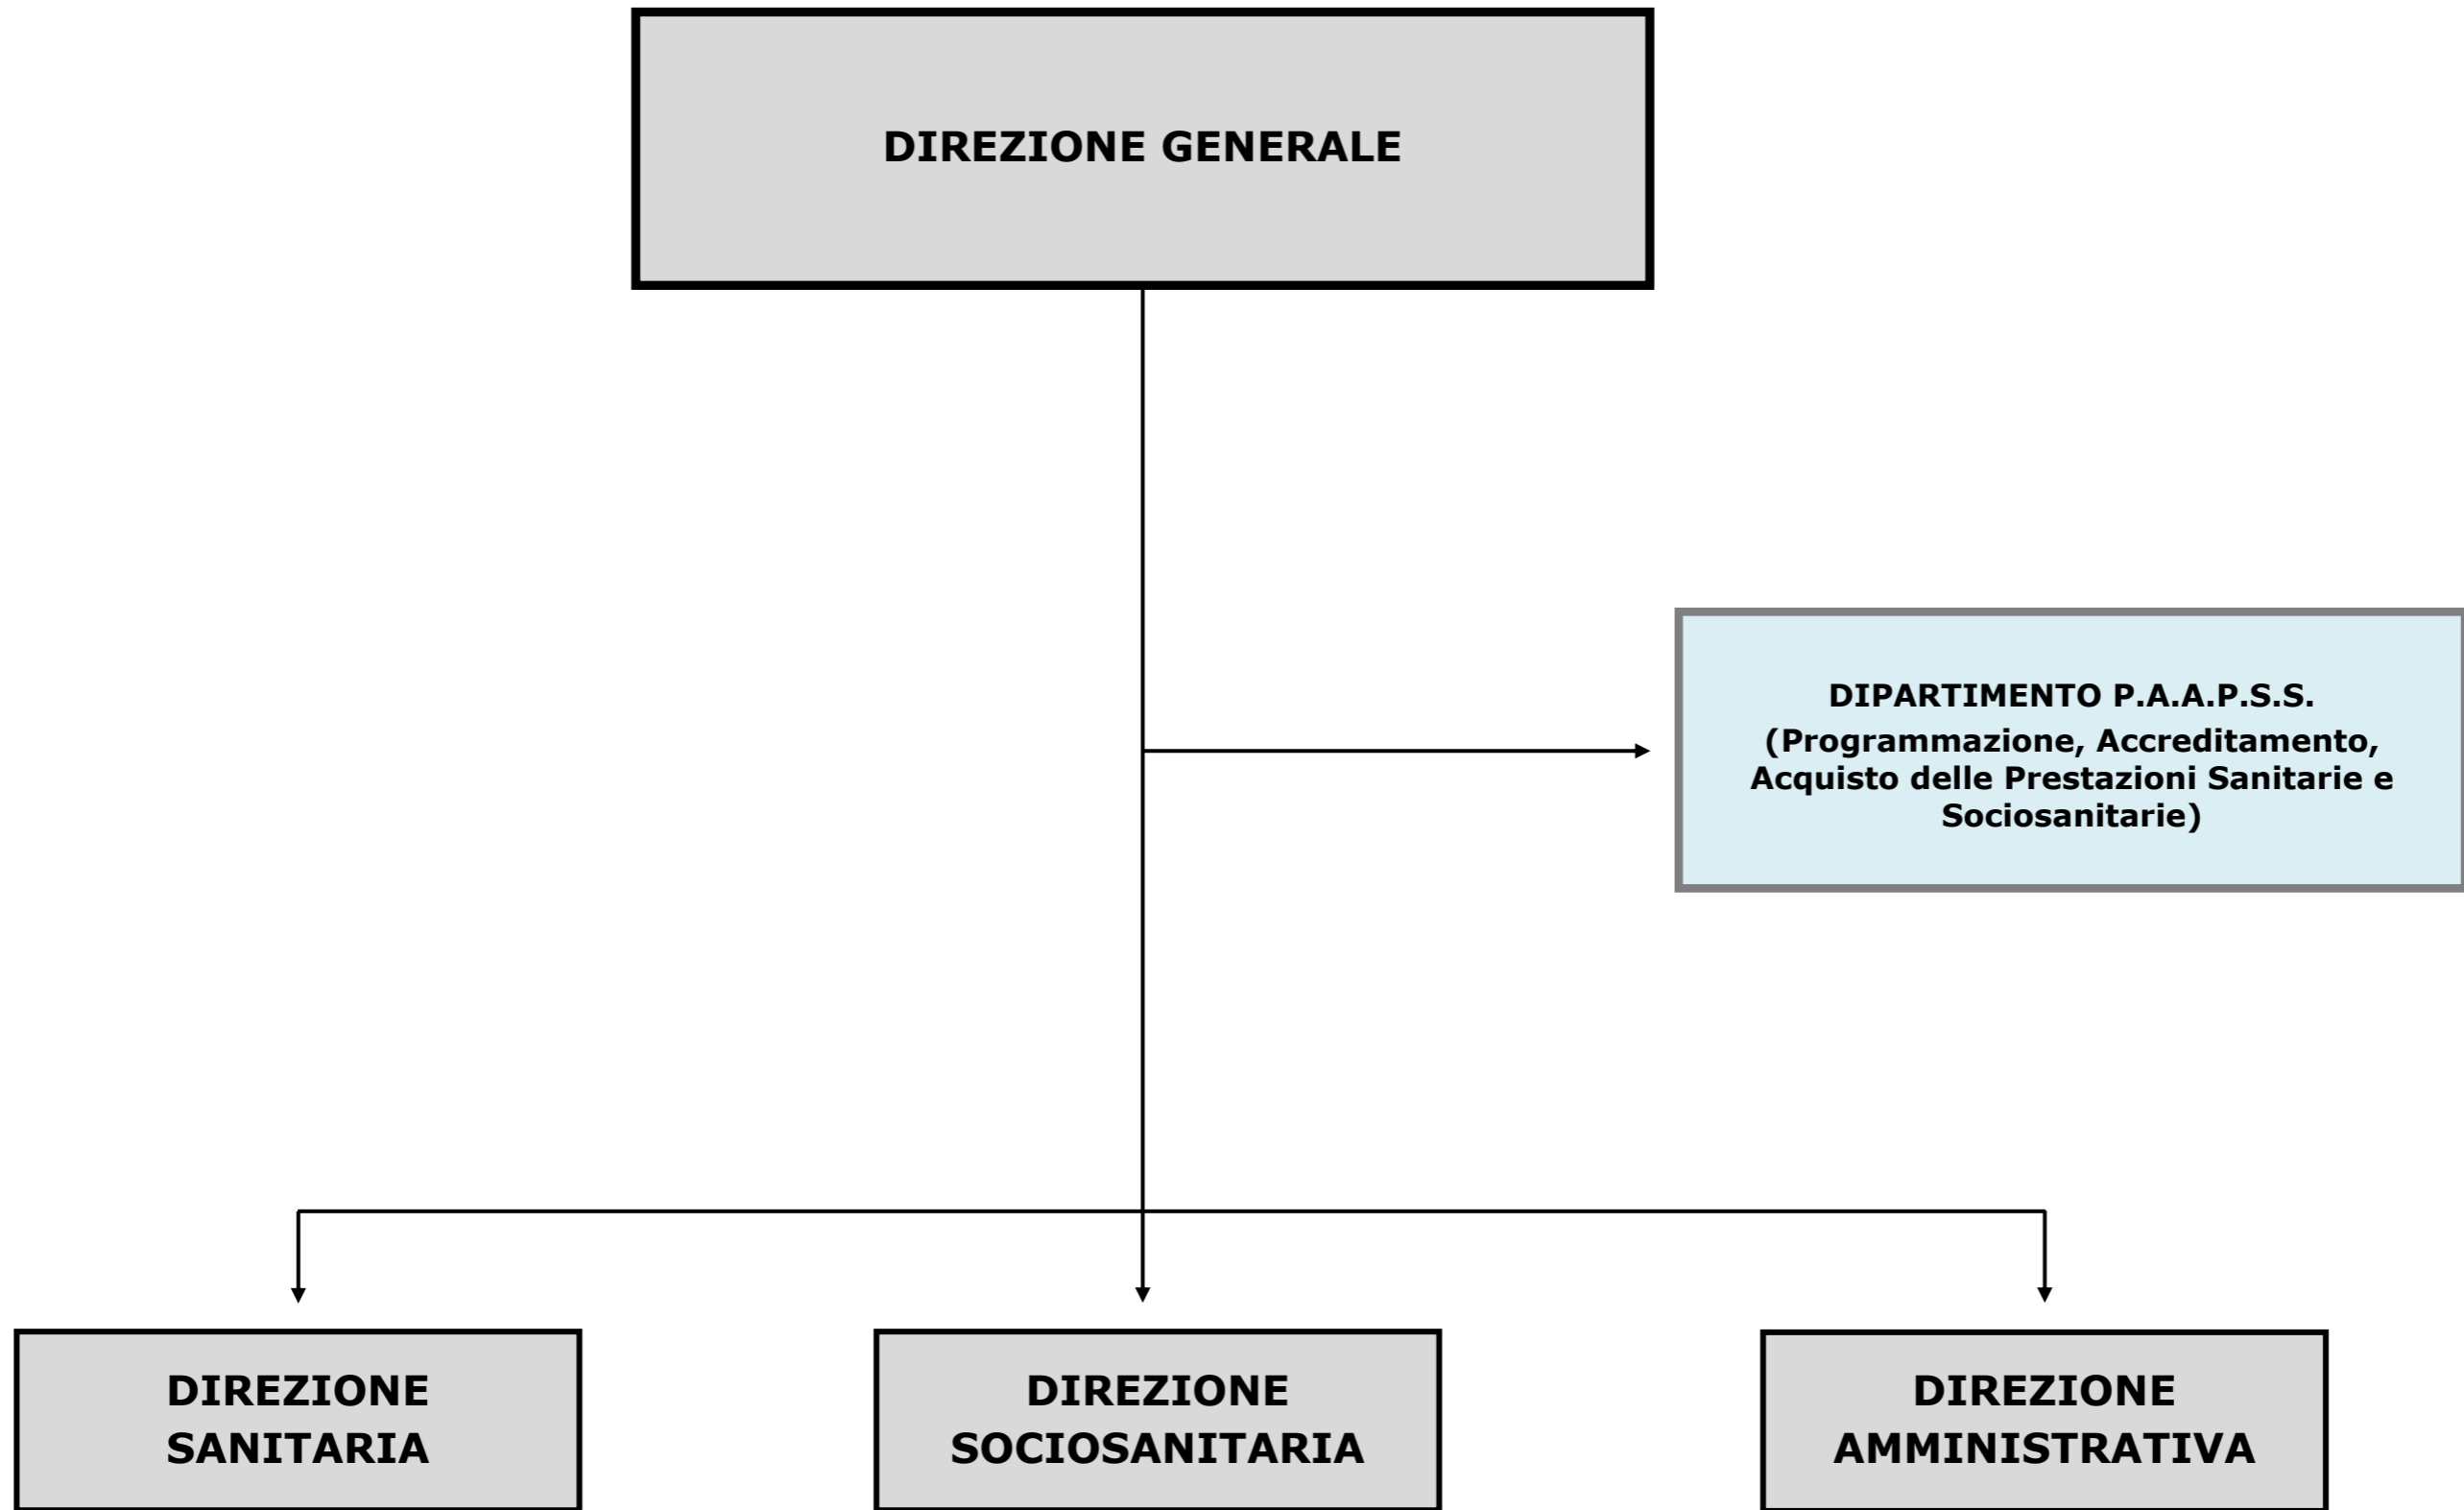 DIREZIONE GENERALE
DIPARTIMENTO P.A.A.P.S.S.
(Programmazione, Accreditamento,
Acquisto delle Prestazioni Sanitarie e
Sociosanitarie)
DIREZIONE
SANITARIA
DIREZIONE
SOCIOSANITARIA
DIREZIONE
AMMINISTRATIVA